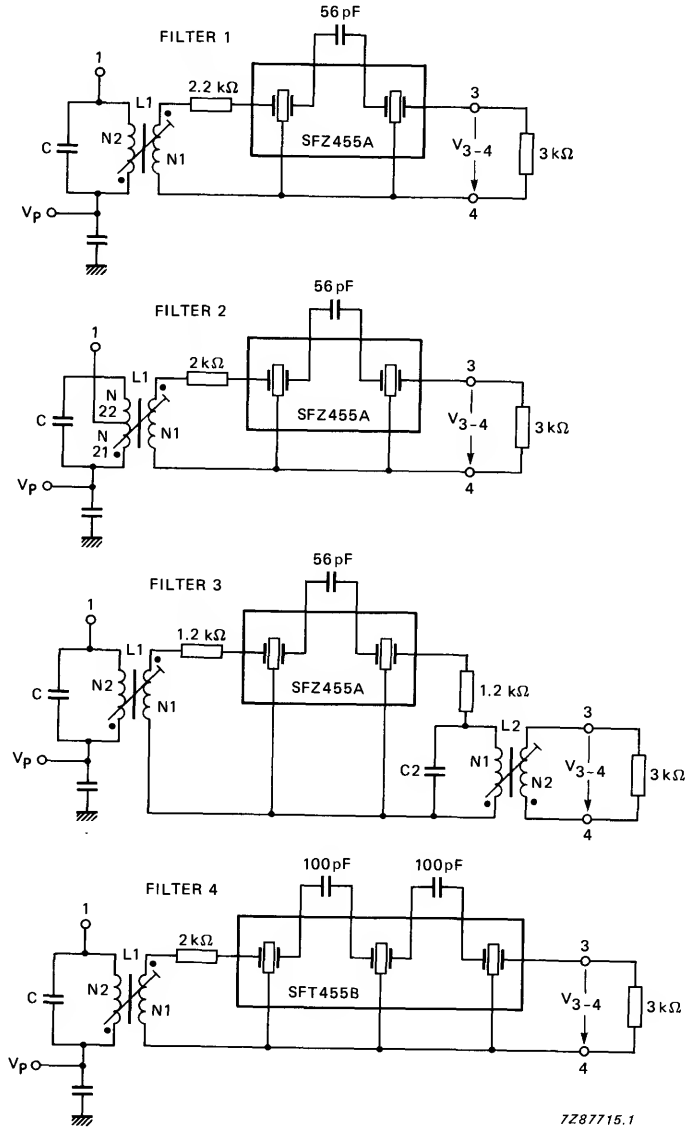 56 pF
FILTER 1
1
L1
2.2 kΩ
3
C
N2
N1
SFZ455A
V3-4
3 kΩ
4
VP
56 pF
FILTER 2
1
L1
2 kΩ
3
C
N
22
N
21
N1
SFZ455A
V3-4
3 kΩ
4
VP
56 pF
FILTER 3
1
L1
1.2 kΩ
C
N2
N1
SFZ455A
1.2 kΩ
L2
3
VP
C2
N1
N2
V3-4
3 kΩ
4
100 pF
100 pF
FILTER 4
1
L1
2 kΩ
3
C
N2
N1
SFT455B
V3-4
3 kΩ
4
VP
7Z87715.1